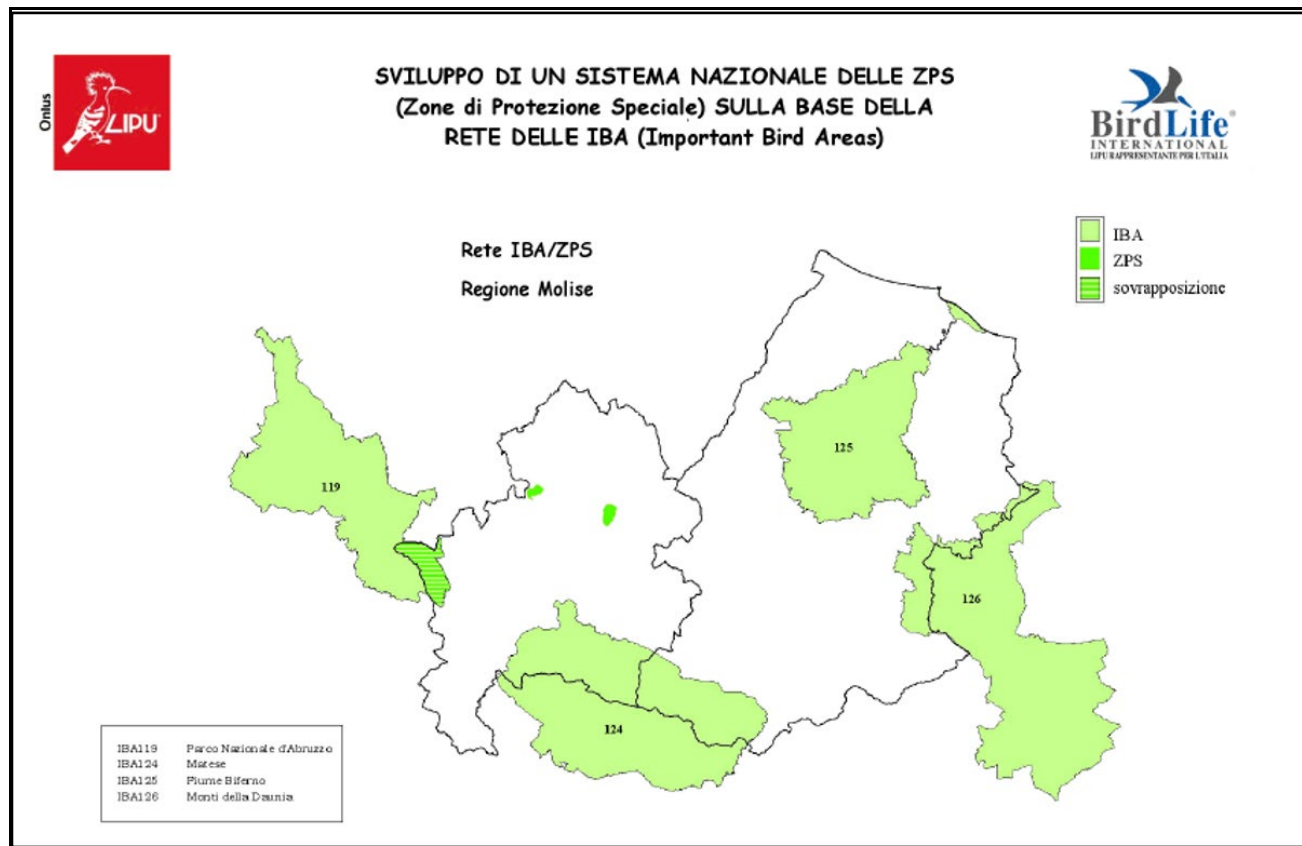 Onlus
LIPU
SVILUPPO DI UN SISTEMA NAZIONALE DELLE ZPS
(Zone di Protezione Speciale) SULLA BASE DELLA
RETE DELLE IBA (Important Bird Areas)
BirdLife®
INTERNATIONAL
LIPU RAPPRESENTANTE PER L'ITALIA
Rete IBA/ZPS
Regione Molise
IBA
ZPS
sovrapposizione
119
125
126
124
IBA119 Parco Nazionale d'Abruzzo
IBA124 Matese
IBA125 Fiume Biferno
IBA126 Monti della Daunia